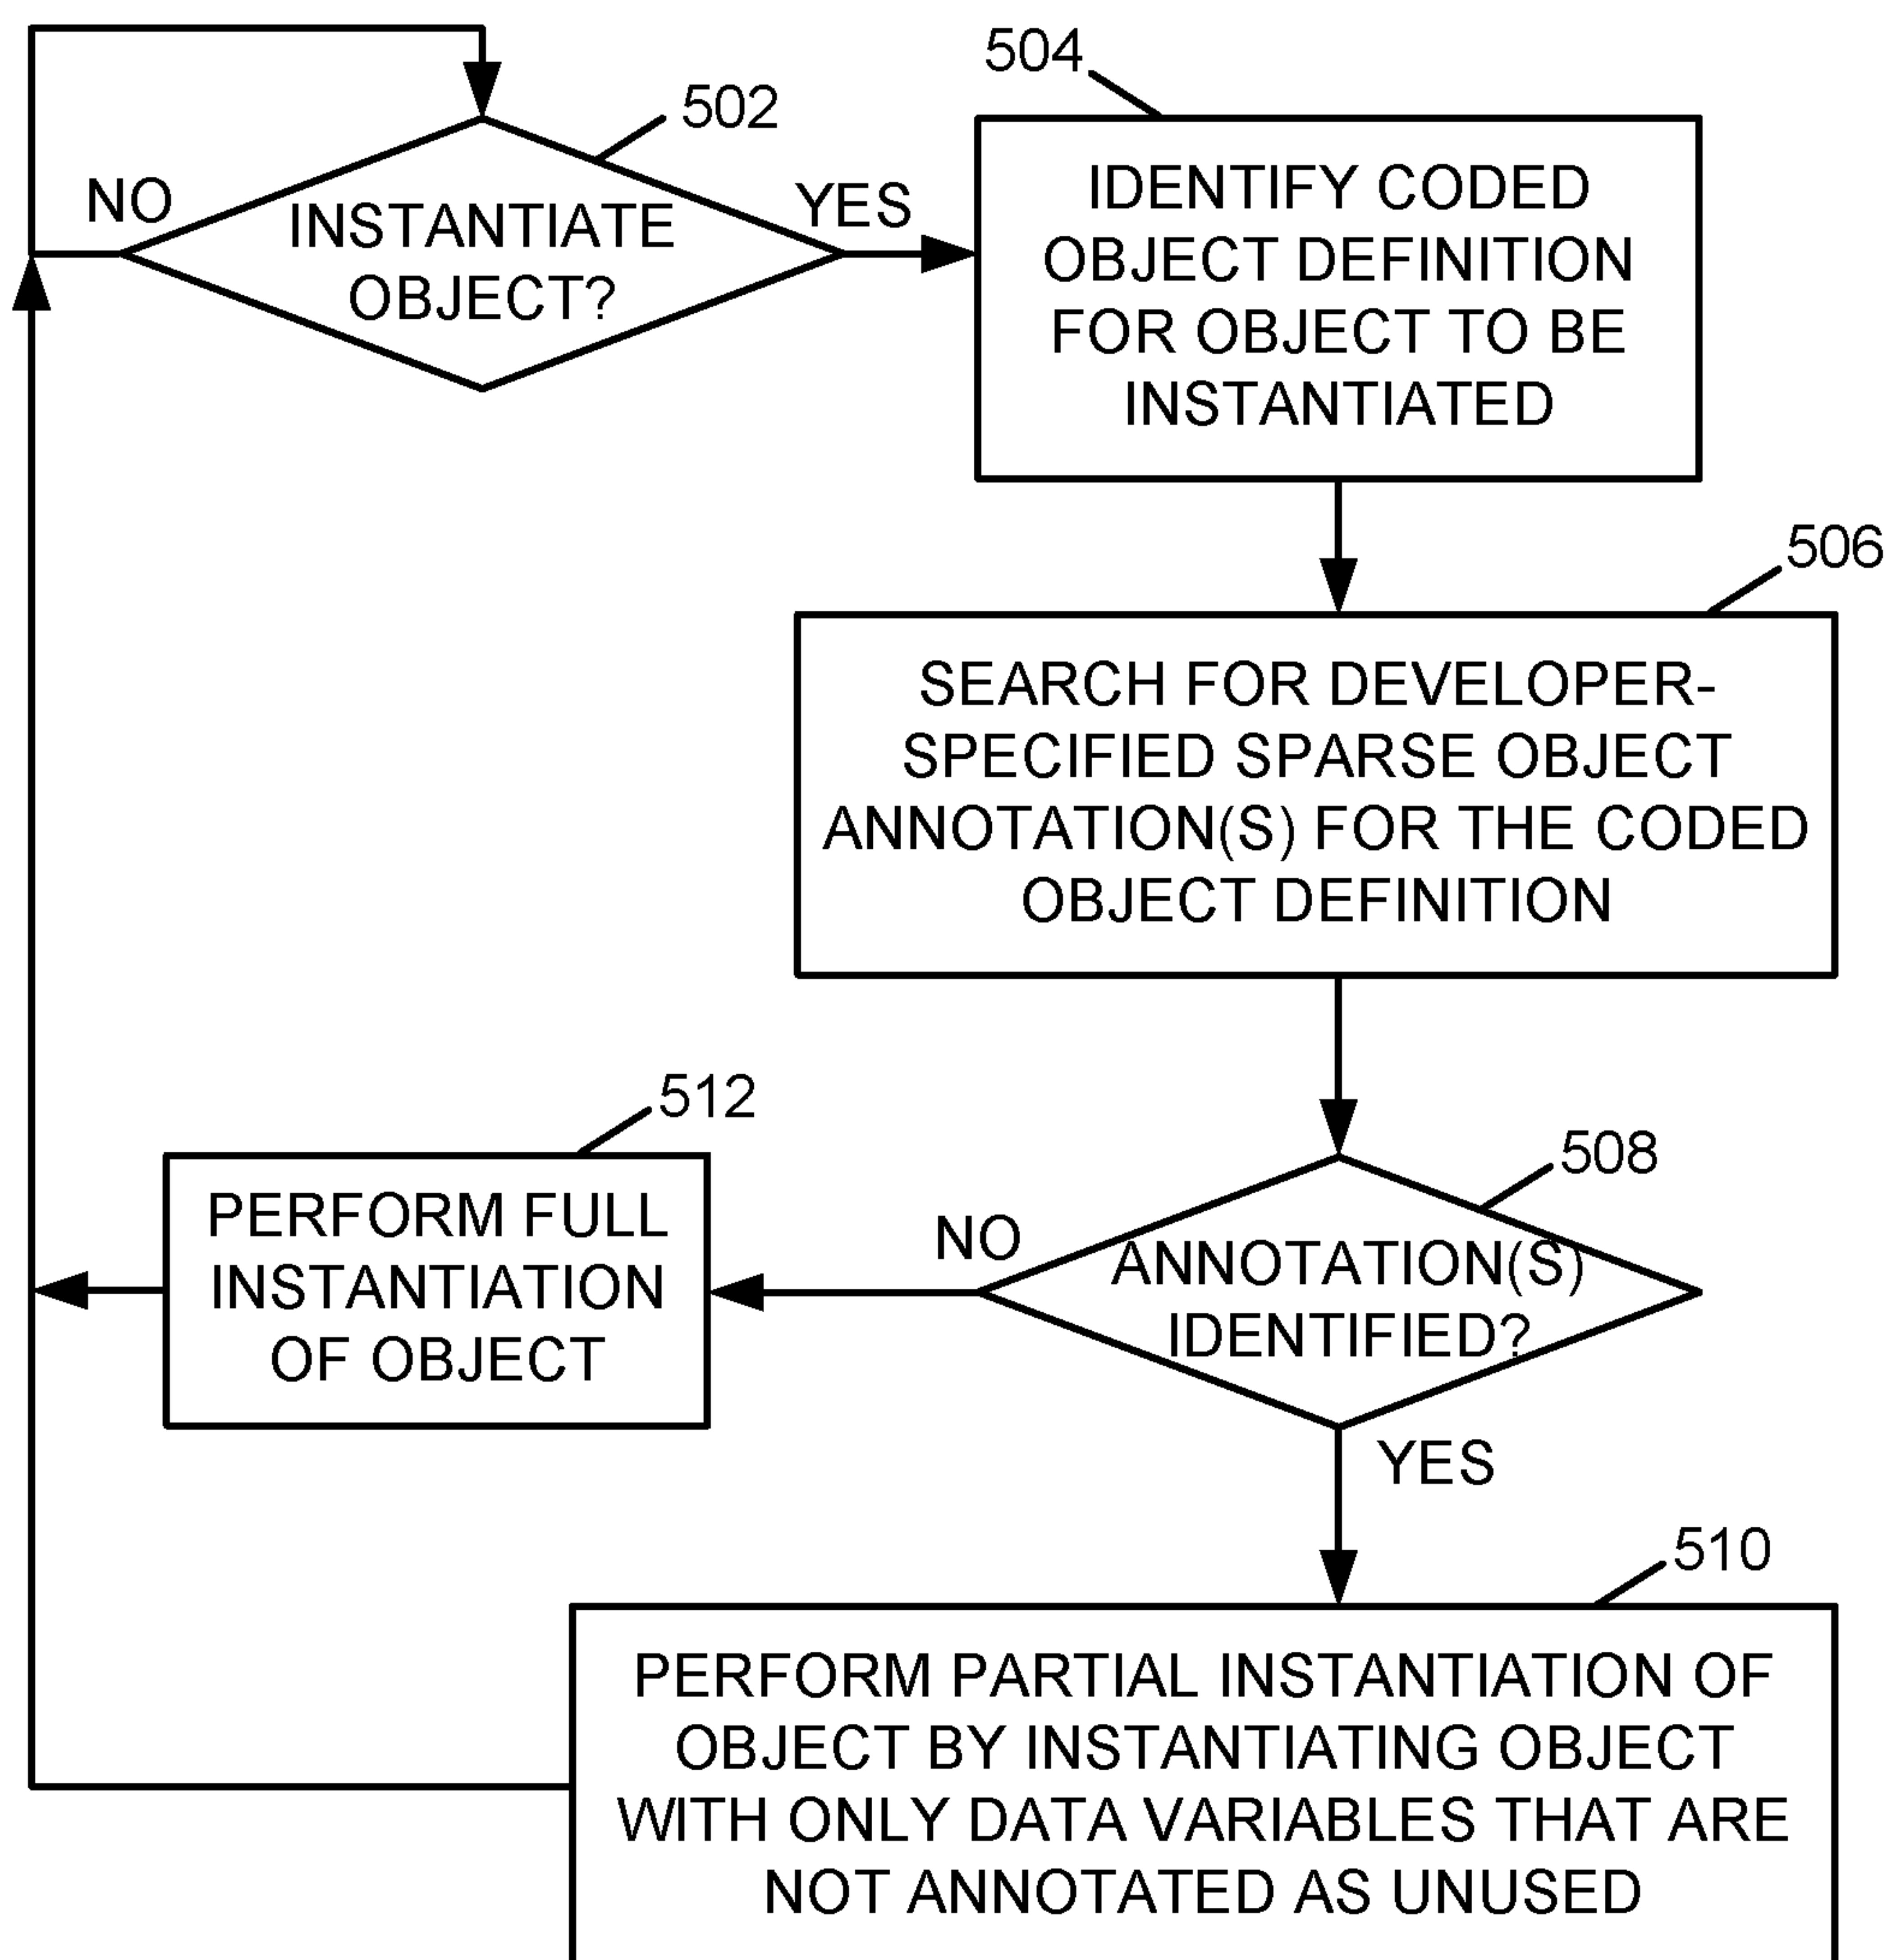 502
NO
INSTANTIATE
OBJECT?
YES
504
IDENTIFY CODED
OBJECT DEFINITION
FOR OBJECT TO BE
INSTANTIATED
506
SEARCH FOR DEVELOPER-
SPECIFIED SPARSE OBJECT
ANNOTATION(S) FOR THE CODED
OBJECT DEFINITION
508
ANNOTATION(S)
IDENTIFIED?
NO
512
PERFORM FULL
INSTANTIATION
OF OBJECT
YES
510
PERFORM PARTIAL INSTANTIATION OF
OBJECT BY INSTANTIATING OBJECT
WITH ONLY DATA VARIABLES THAT ARE
NOT ANNOTATED AS UNUSED